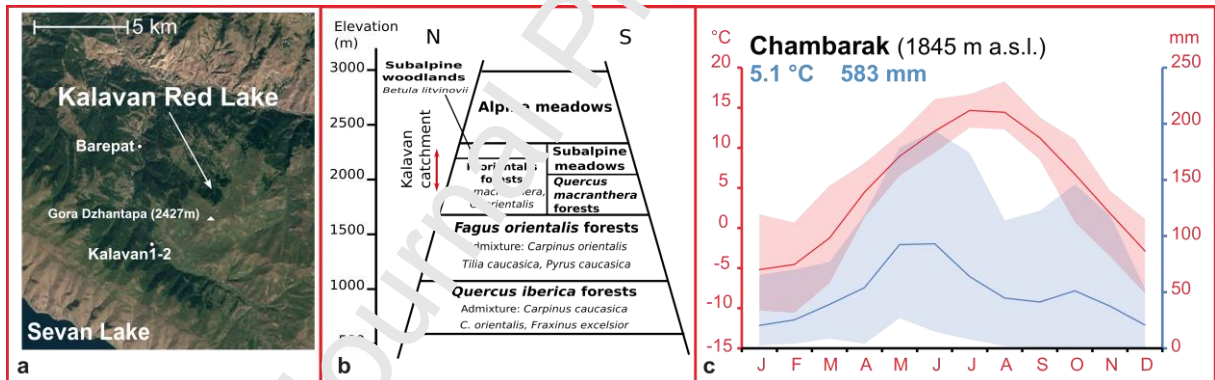 5 km
Kalavan Red Lake
Barepat
Gora Dzhantapa (2427m)
Kalavan1-2
Sevan Lake
a
Elevation
(m)
N
S
3000
2500
2000
1500
1000
Subalpine
woodlands
Betula litvinovii
Alpine meadows
Kalavan
catchment
forests
Subalpine
meadows
Quercus
macranthera
forests
Fagus orientalis forests
Admixture: Carpinus orientalis
Tilia caucasica, Pyrus caucasica
Quercus iberica forests
Admixture: Carpinus caucasica
C. orientalis, Fraxinus excelsior
b
Journal
°C
mm
Chambarak (1845 m a.s.l.)
5.1 °C 583 mm
20
15
10
5
0
-5
-10
-15
250
200
150
100
50
0
J F M A M J J A S O N D
c